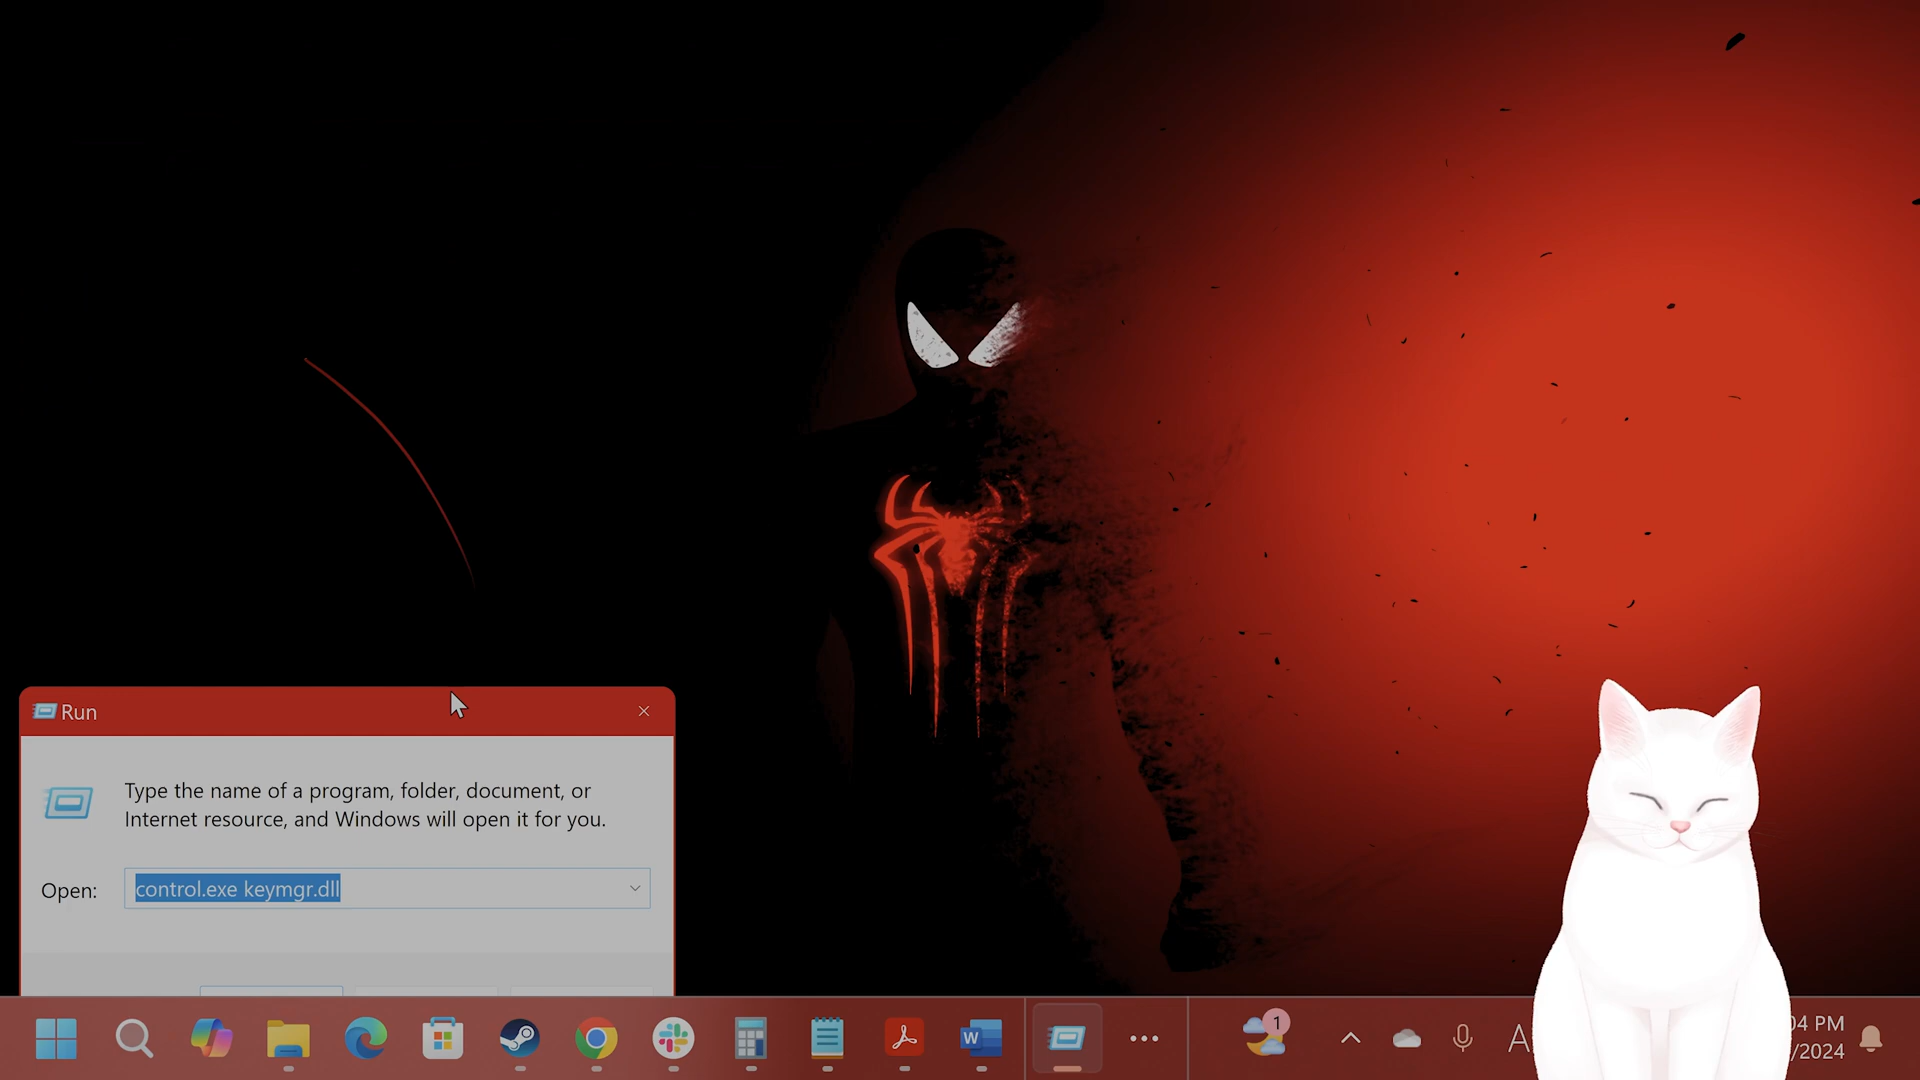 Run
Type the name of a program, folder, document, or
Internet resource, and Windows will open it for you.
Open:
control.exe keymgr.dll
W
1
A
04 PM
/2024